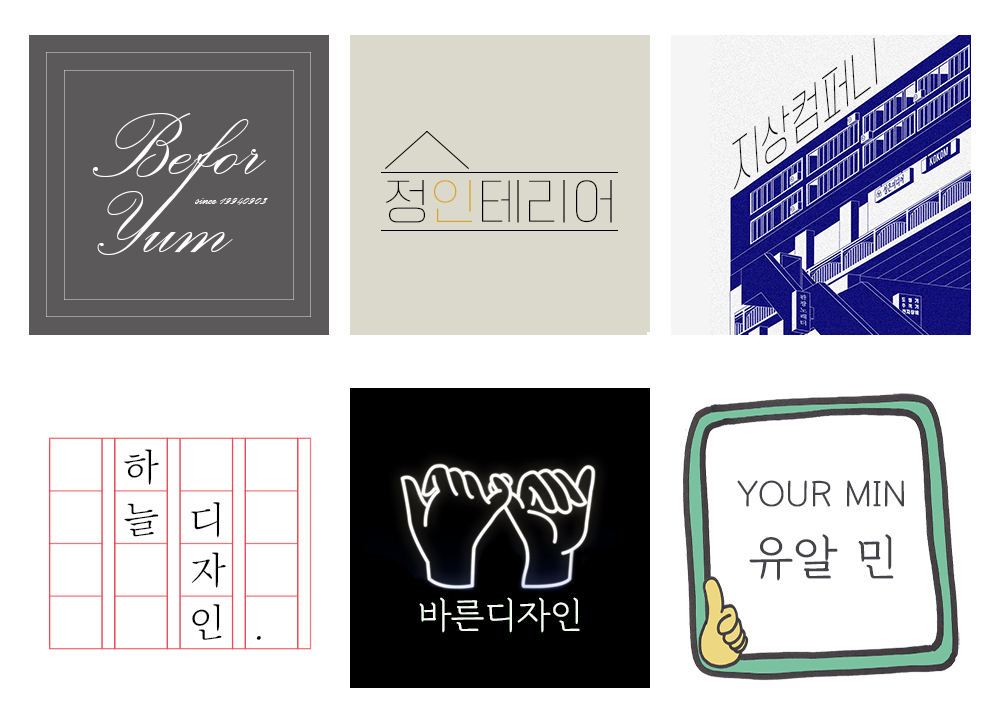 Befor
Yum
since 19940903
정인테리어
지상컴퍼니
KOKOM
하늘
디자인
.
바른디자인
YOUR MIN
유알 민